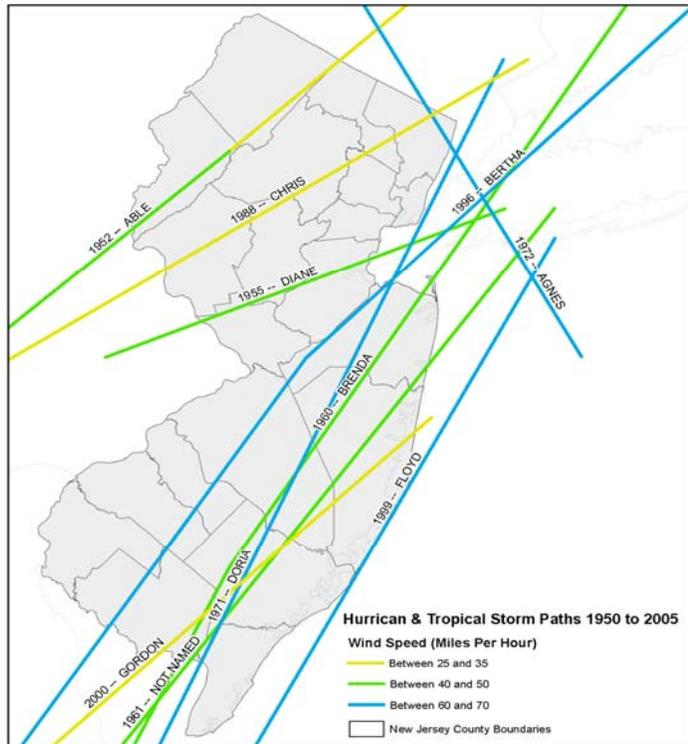 1996 -- BERTHA
1988 -- CHRIS
1952 -- ABLE
1972 -- AGNES
1955 -- DIANE
1960 -- BRENDA
1999 -- FLOYD
1971 -- DORIA
2000 -- GORDON
1961 -- NOT NAMED
Hurrican & Tropical Storm Paths 1950 to 2005
Wind Speed (Miles Per Hour)
Between 25 and 35
Between 40 and 50
Between 60 and 70
New Jersey County Boundaries